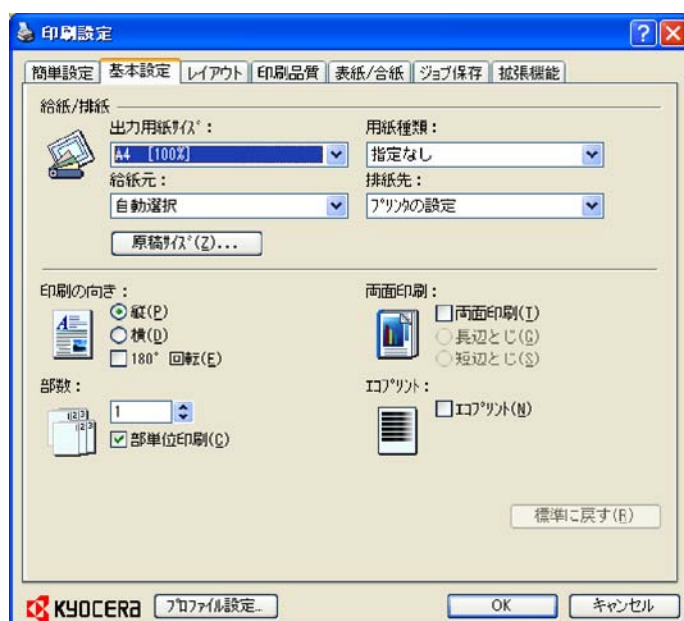 印刷設定
簡単設定 基本設定 レイアウト 印刷品質 表紙/合紙 ジョブ保存 拡張機能
給紙/排紙
出力用紙ｻｲｽﾞ： 用紙種類：
A4 [100%] 指定なし
給紙元： 排紙先：
自動選択 ﾌﾟﾘﾝﾀの設定
原稿ｻｲｽﾞ(Z)...
印刷の向き： 両面印刷：
縦(P) 両面印刷(T)
横(D) 長辺とじ(G)
180° 回転(E) 短辺とじ(S)
部数： ｴｺﾌﾟﾘﾝﾄ：
1 ｴｺﾌﾟﾘﾝﾄ(N)
部単位印刷(C)
標準に戻す(R)
KYOCERA ﾌﾟﾛﾌｧｲﾙ設定... OK キャンセル